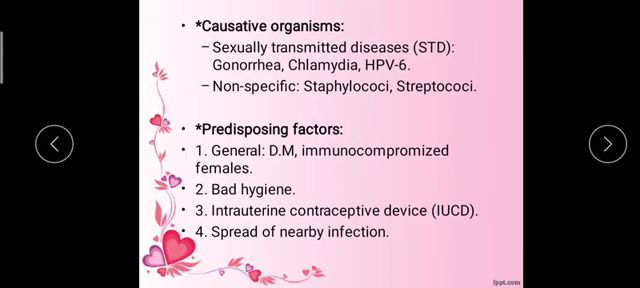 *Causative organisms:
– Sexually transmitted diseases (STD):
Gonorrhea, Chlamydia, HPV-6.
– Non-specific: Staphylococi, Streptococi.
*Predisposing factors:
1. General: D.M, immunocompromized
females.
2. Bad hygiene.
3. Intrauterine contraceptive device (IUCD).
4. Spread of nearby infection.
fppt.com